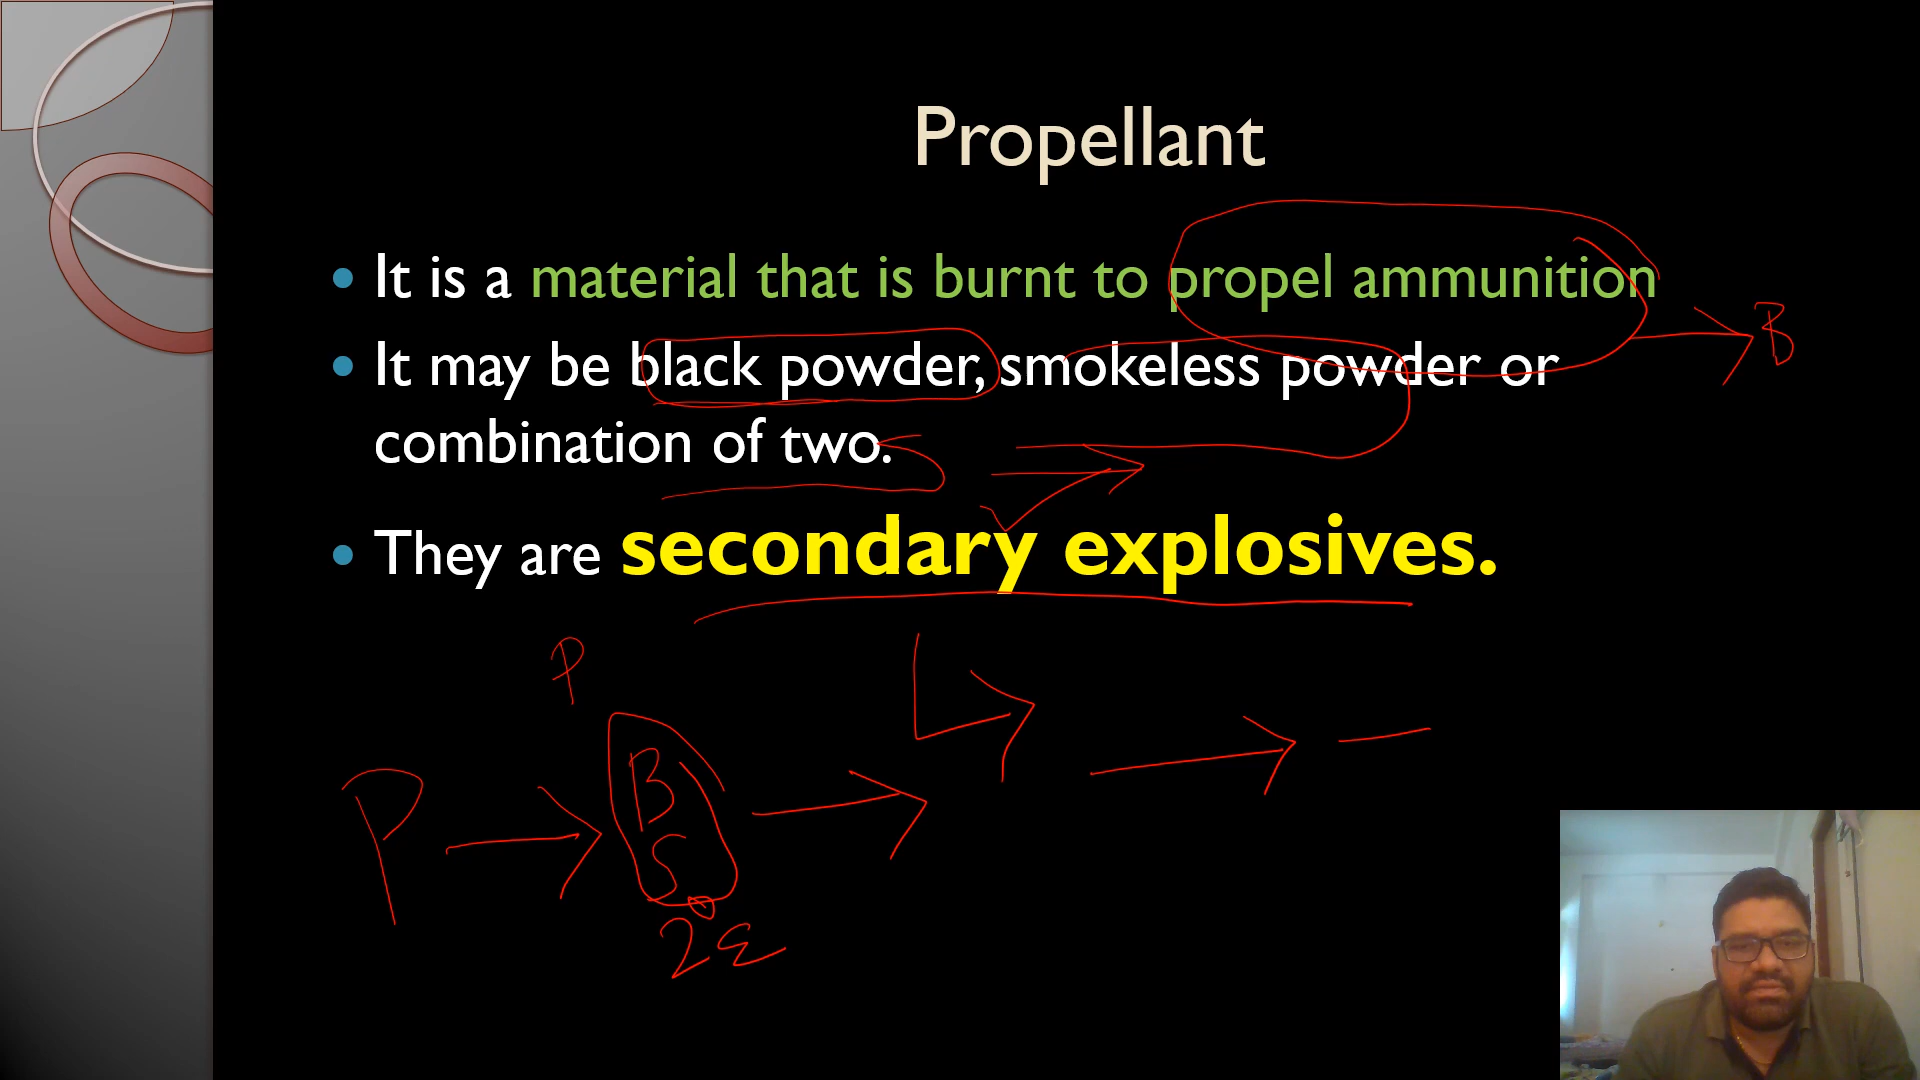 Propellant
It is a material that is burnt to propel ammunition
B
It may be black powder, smokeless powder or
combination of two.
They are secondary explosives.
P
P
B
S